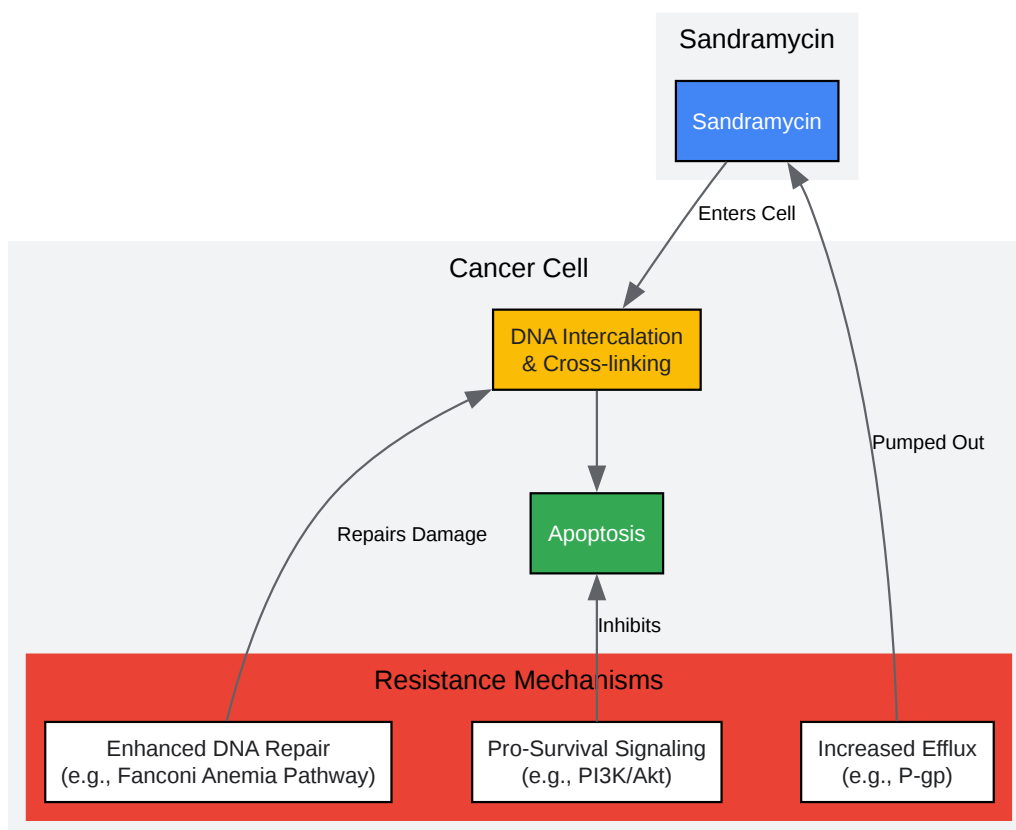 Sandramycin
Sandramycin
Enters Cell
Cancer Cell
DNA Intercalation
& Cross-linking
Pumped Out
Repairs Damage
Apoptosis
Inhibits
Resistance Mechanisms
Enhanced DNA Repair
(e.g., Fanconi Anemia Pathway)
Pro-Survival Signaling
(e.g., PI3K/Akt)
Increased Efflux
(e.g., P-gp)